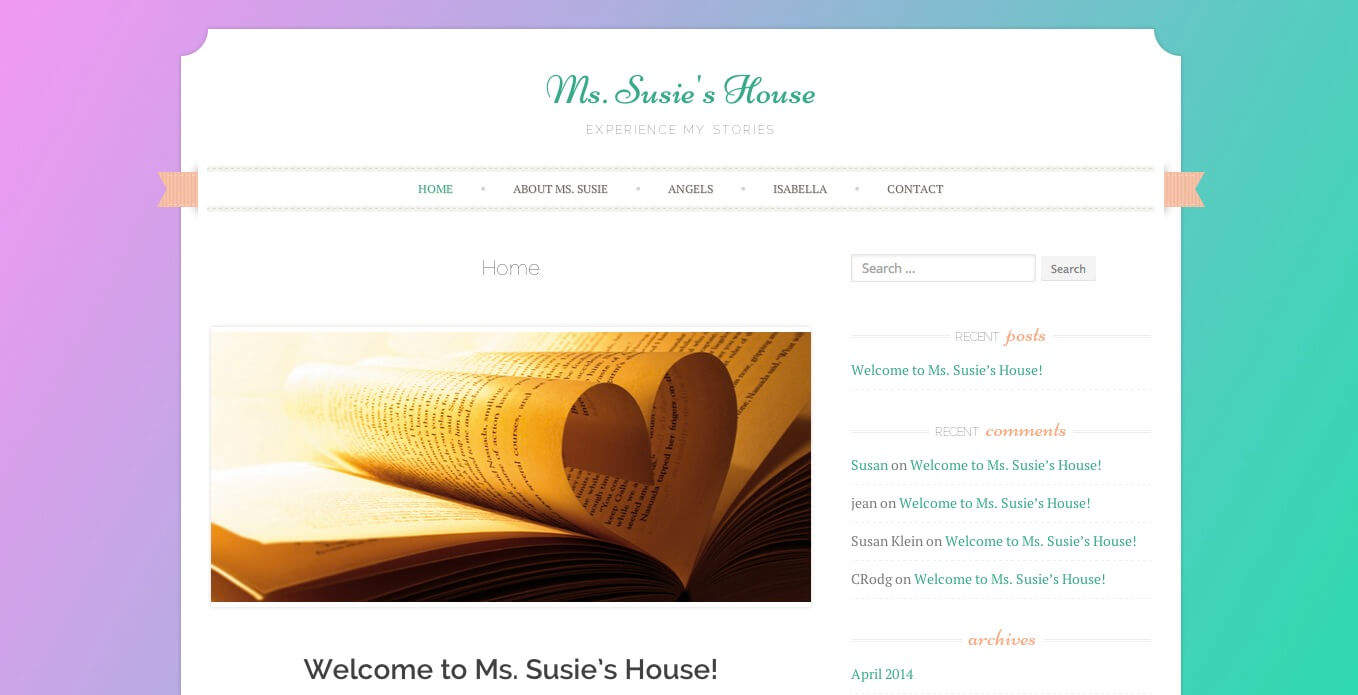 Ms. Susie's House
EXPERIENCE MY STORIES
HOME
ABOUT MS. SUSIE
ANGELS
ISABELLA
CONTACT
Home
Welcome to Ms. Susie’s House!
Search ...
Search
RECENT posts
Welcome to Ms. Susie’s House!
RECENT comments
Susan on Welcome to Ms. Susie’s House!
jean on Welcome to Ms. Susie’s House!
Susan Klein on Welcome to Ms. Susie’s House!
CRodg on Welcome to Ms. Susie’s House!
archives
April 2014